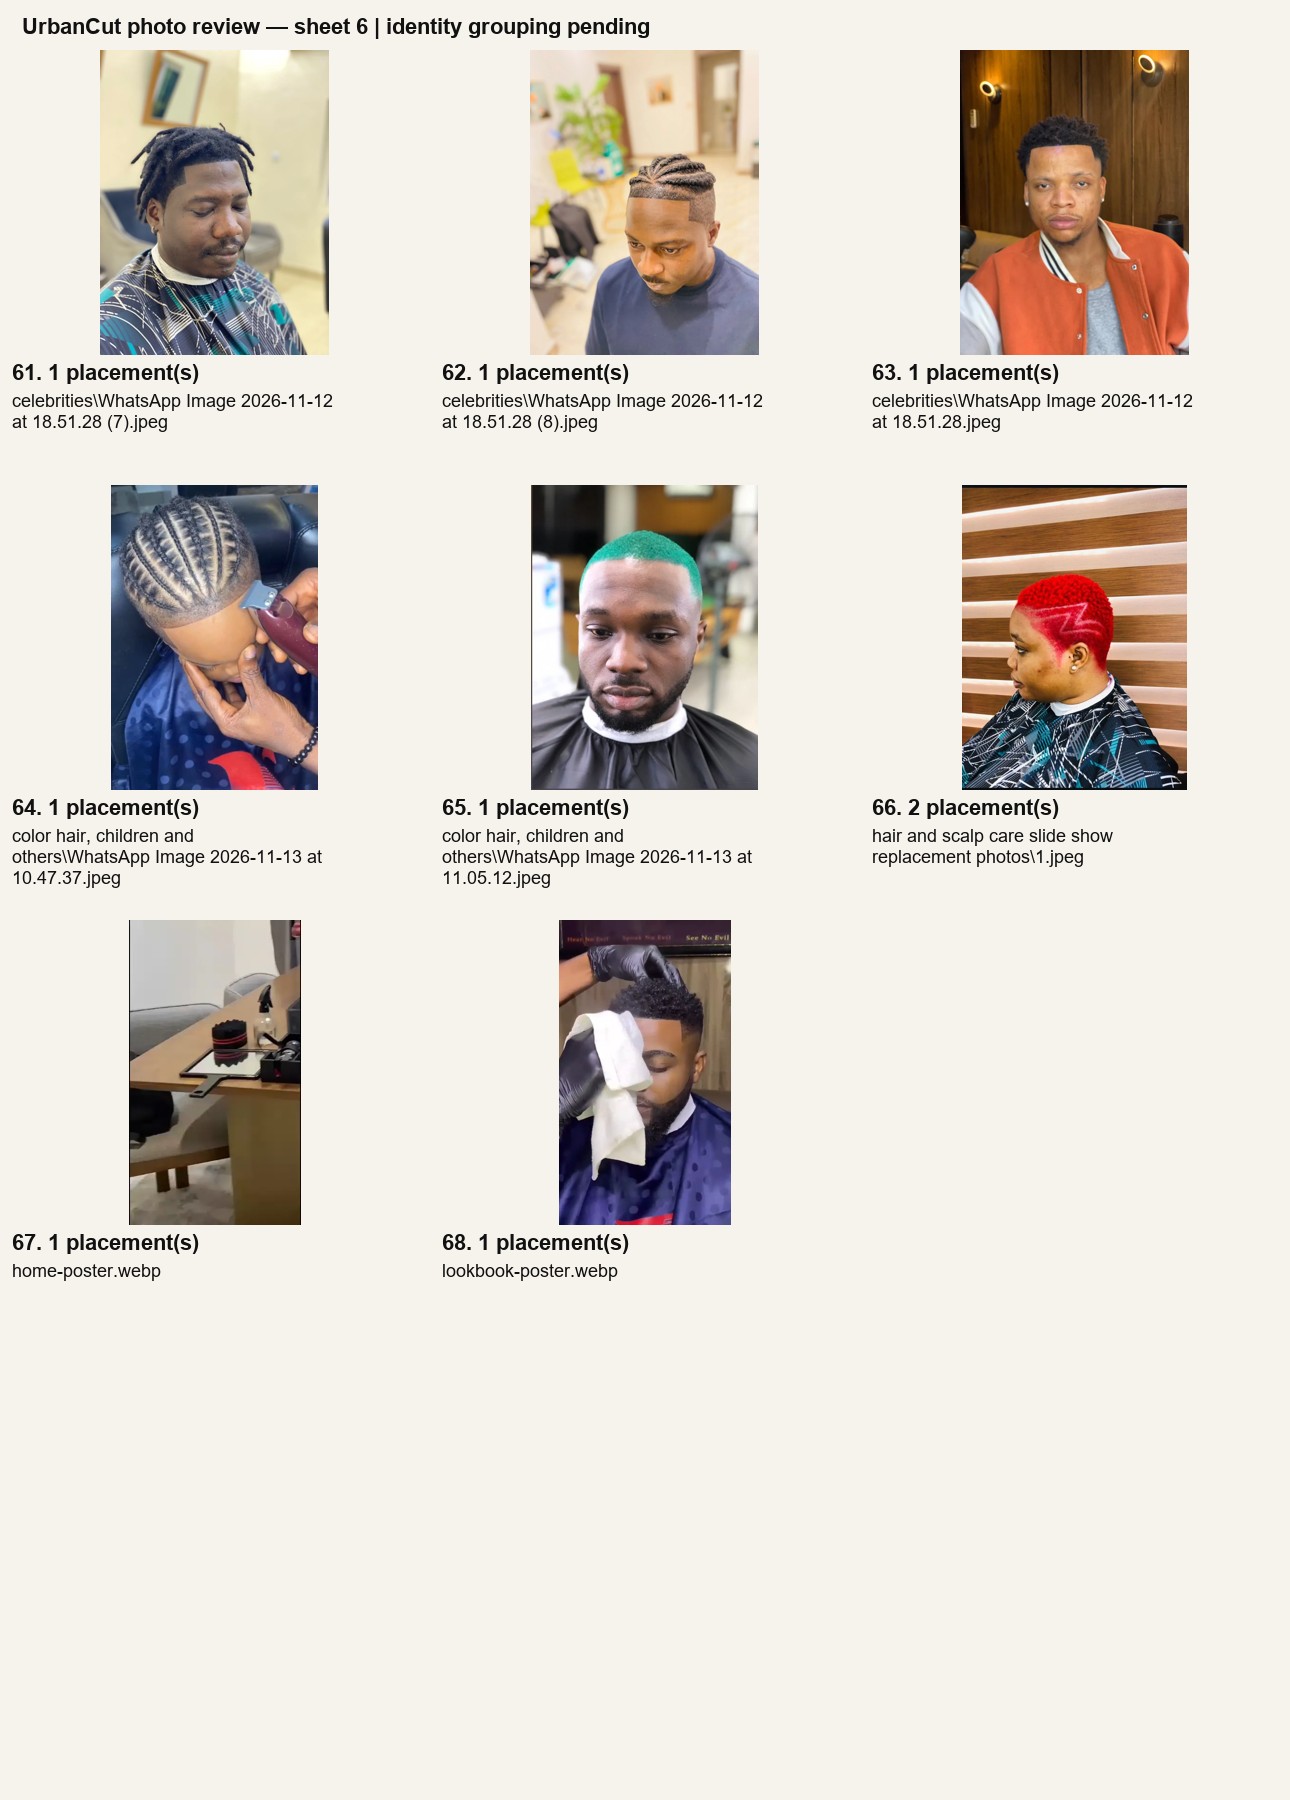 UrbanCut photo review — sheet 6 | identity grouping pending
61. 1 placement(s)
celebrities\WhatsApp Image 2026-11-12
at 18.51.28 (7).jpeg
62. 1 placement(s)
celebrities\WhatsApp Image 2026-11-12
at 18.51.28 (8).jpeg
63. 1 placement(s)
celebrities\WhatsApp Image 2026-11-12
at 18.51.28.jpeg
64. 1 placement(s)
color hair, children and
others\WhatsApp Image 2026-11-13 at
10.47.37.jpeg
65. 1 placement(s)
color hair, children and
others\WhatsApp Image 2026-11-13 at
11.05.12.jpeg
66. 2 placement(s)
hair and scalp care slide show
replacement photos\1.jpeg
Hear No Evil Speak No Evil See No Evil
67. 1 placement(s)
home-poster.webp
68. 1 placement(s)
lookbook-poster.webp